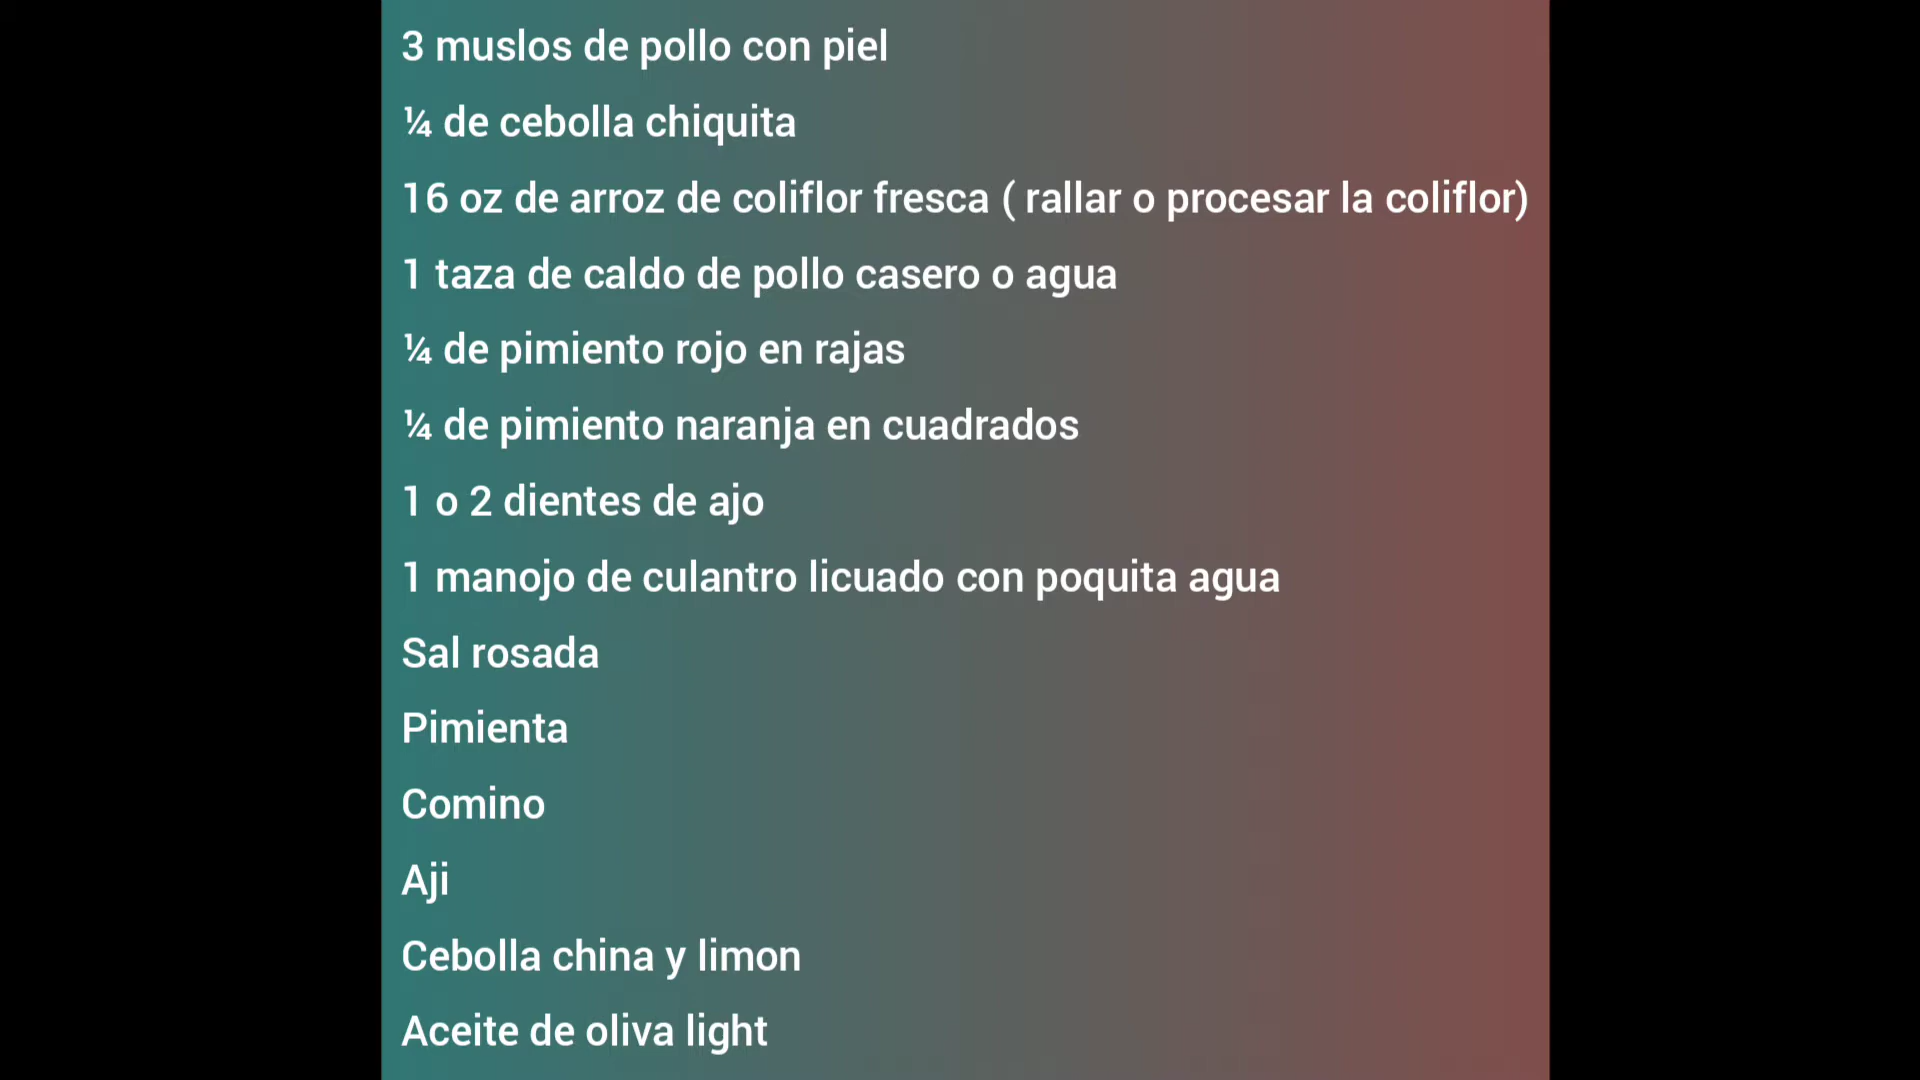 3 muslos de pollo con piel
¼ de cebolla chiquita
16 oz de arroz de coliflor fresca ( rallar o procesar la coliflor)
1 taza de caldo de pollo casero o agua
¼ de pimiento rojo en rajas
¼ de pimiento naranja en cuadrados
1 o 2 dientes de ajo
1 manojo de culantro licuado con poquita agua
Sal rosada
Pimienta
Comino
Aji
Cebolla china y limon
Aceite de oliva light